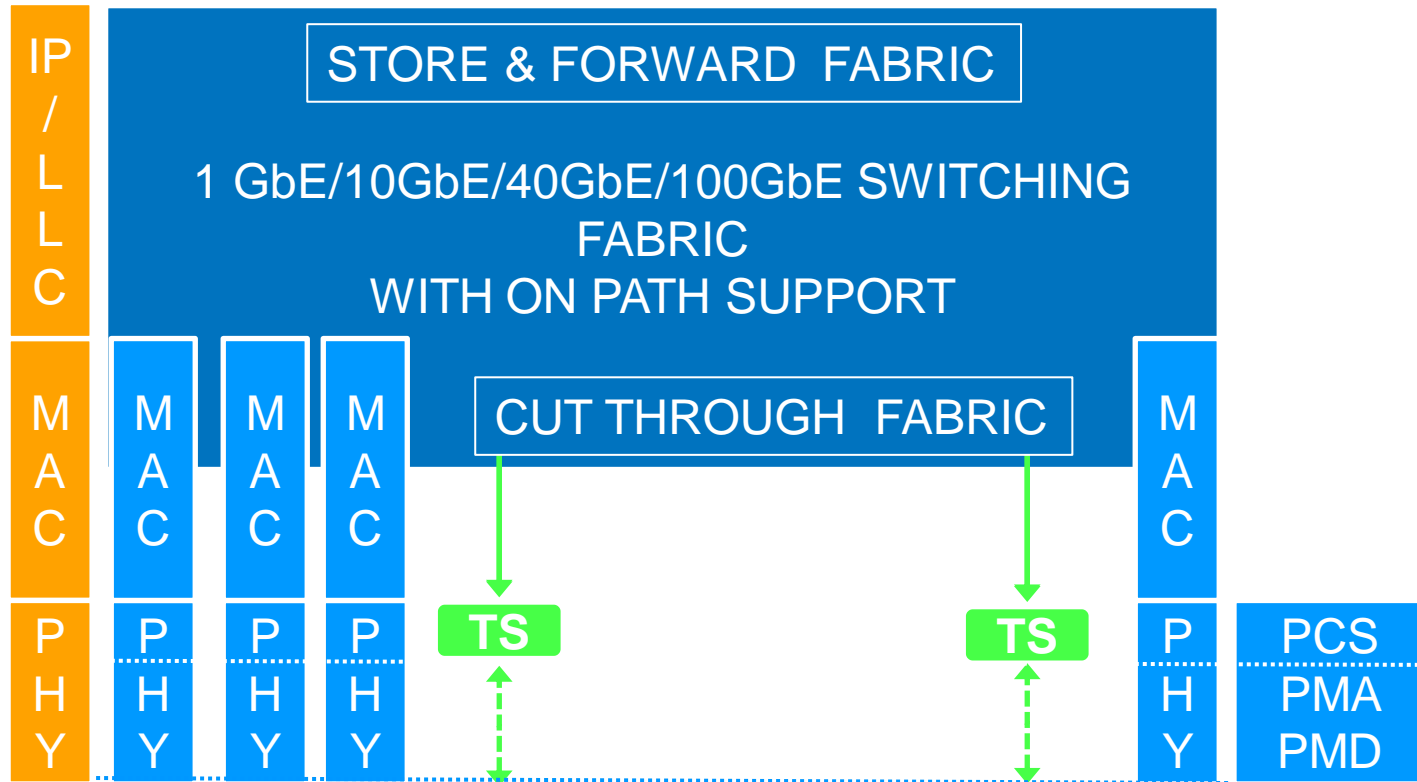 IP
/
L
L
C
STORE & FORWARD FABRIC
1 GbE/10GbE/40GbE/100GbE SWITCHING
FABRIC
WITH ON PATH SUPPORT
M
A
C
M
A
C
M
A
C
M
A
C
CUT THROUGH FABRIC
M
A
C
P
H
Y
P
H
Y
P
H
Y
P
H
Y
TS
TS
P
H
Y
PCS
PMA
PMD